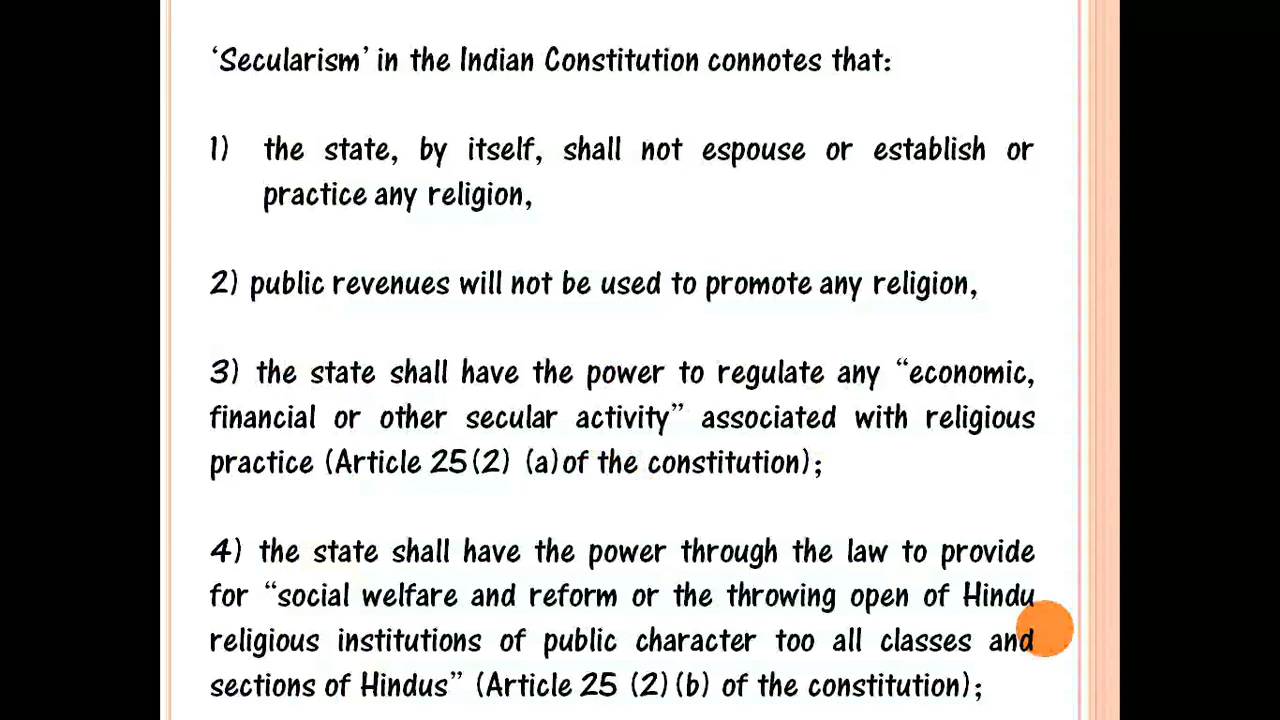 ‘Secularism’ in the Indian Constitution connotes that:
1) the state, by itself, shall not espouse or establish or
practice any religion,
2) public revenues will not be used to promote any religion,
3) the state shall have the power to regulate any “economic,
financial or other secular activity” associated with religious
practice (Article 25(2) (a)of the constitution);
4) the state shall have the power through the law to provide
for “social welfare and reform or the throwing open of Hindu
religious institutions of public character too all classes and
sections of Hindus” (Article 25 (2)(b) of the constitution);